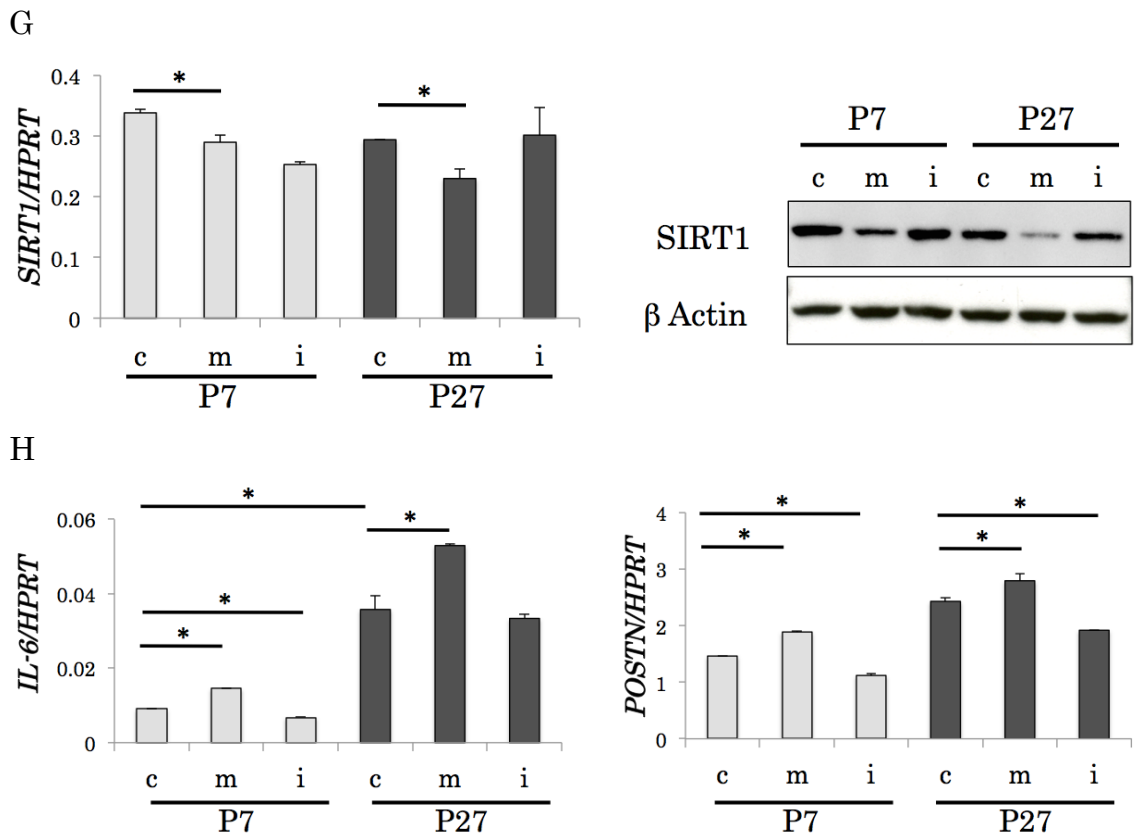 G
SIRT1/HPRT
0.4
0.3
0.2
0.1
0
* *
c m i c m i
P7 P27
P7 P27
c m i c m i
SIRT1
β Actin
H
IL-6/HPRT
0.06
0.04
0.02
0
* * * *
c m i c m i
P7 P27
POSTN/HPRT
4
3
2
1
0
* * * *
c m i c m i
P7 P27